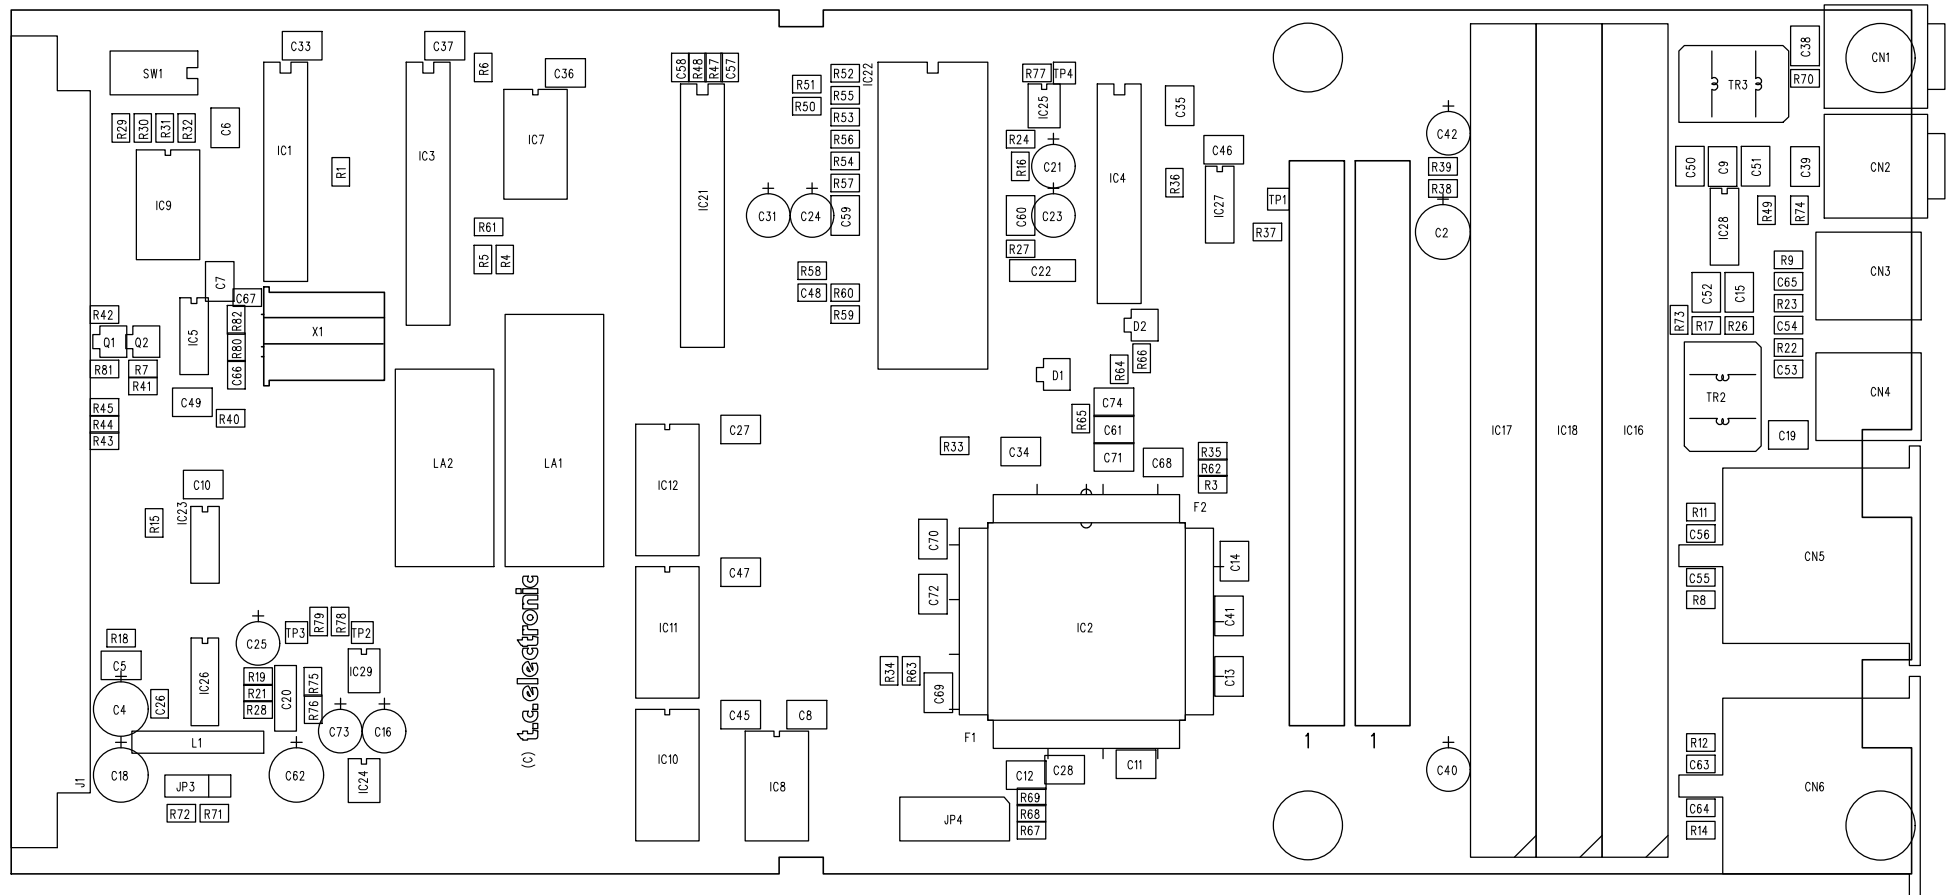 C33
C37
C38
SW1
R6
C36
C58
R48
R47
C57
R51
R52
IC22
R77
TP4
CN1
TR3
R70
R50
R55
IC25
C35
R29
R30
R31
R32
C6
R53
C42
IC1
IC3
IC7
R56
R24
C46
R1
R54
R16
C21
IC4
R36
R39
C50
C9
C51
C39
CN2
R57
R38
IC9
IC21
C31
C24
C59
C60
C23
IC27
TP1
R49
R74
R61
R37
C2
IC28
R5
R4
R27
R9
C7
R58
C22
CN3
C65
C67
C48
R60
C52
C15
R23
R42
R82
R59
R73
R17
R26
C54
Q1
Q2
IC5
R80
X1
D2
R22
R81
R7
C66
D1
R64
R66
C53
R41
CN4
C49
C74
TR2
R45
R40
R65
R44
C27
C61
IC17
IC18
IC16
C19
R43
R33
C34
R35
LA2
LA1
C71
C68
R62
C10
IC12
R3
IC23
F2
R15
R11
C70
C56
C14
CN5
C47
C55
C72
R8
R79
R78
C41
TP3
TP2
IC11
IC2
R18
C25
(C) t.c.electronic
C5
IC29
R34
R63
R19
R75
C13
IC26
R21
C69
C4
C26
R28
C20
R76
C45
C8
C73
C16
F1
1
1
L1
R12
IC10
C11
C63
J1
C18
C62
IC24
C12
C28
C40
JP3
IC8
CN6
R69
C64
R72
R71
JP4
R68
R67
R14